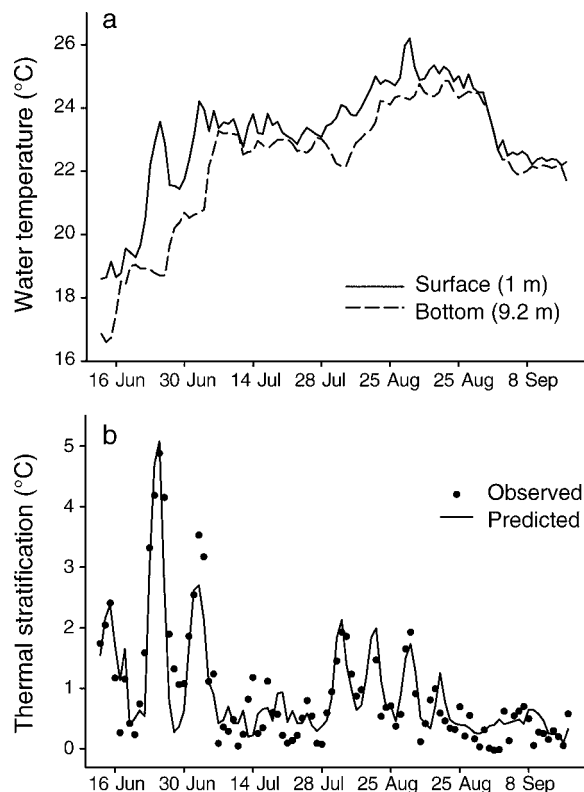 a
Water temperature (°C)
26
24
22
20
18
16
Surface (1 m)
Bottom (9.2 m)
16 Jun 30 Jun 14 Jul 28 Jul 25 Aug 25 Aug 8 Sep
b
Thermal stratification (°C)
5
4
3
2
1
0
Observed
Predicted
16 Jun 30 Jun 14 Jul 28 Jul 25 Aug 25 Aug 8 Sep